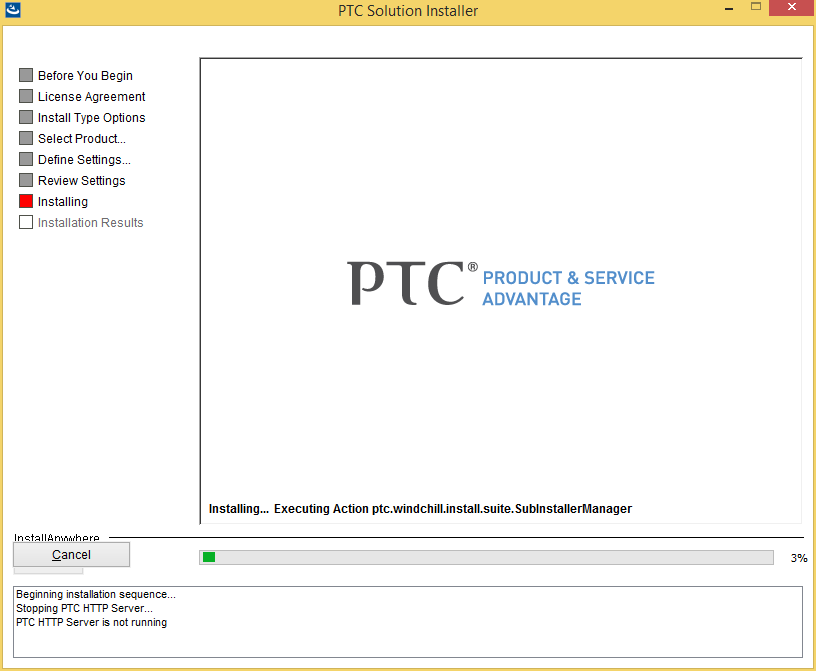 PTC Solution Installer
Before You Begin
License Agreement
Install Type Options
Select Product...
Define Settings...
Review Settings
Installing
Installation Results
PTC® PRODUCT & SERVICE
ADVANTAGE
Installing... Executing Action ptc.windchill.install.suite.SubInstallerManager
InstallAnywhere
Cancel
3%
Beginning installation sequence...
Stopping PTC HTTP Server...
PTC HTTP Server is not running